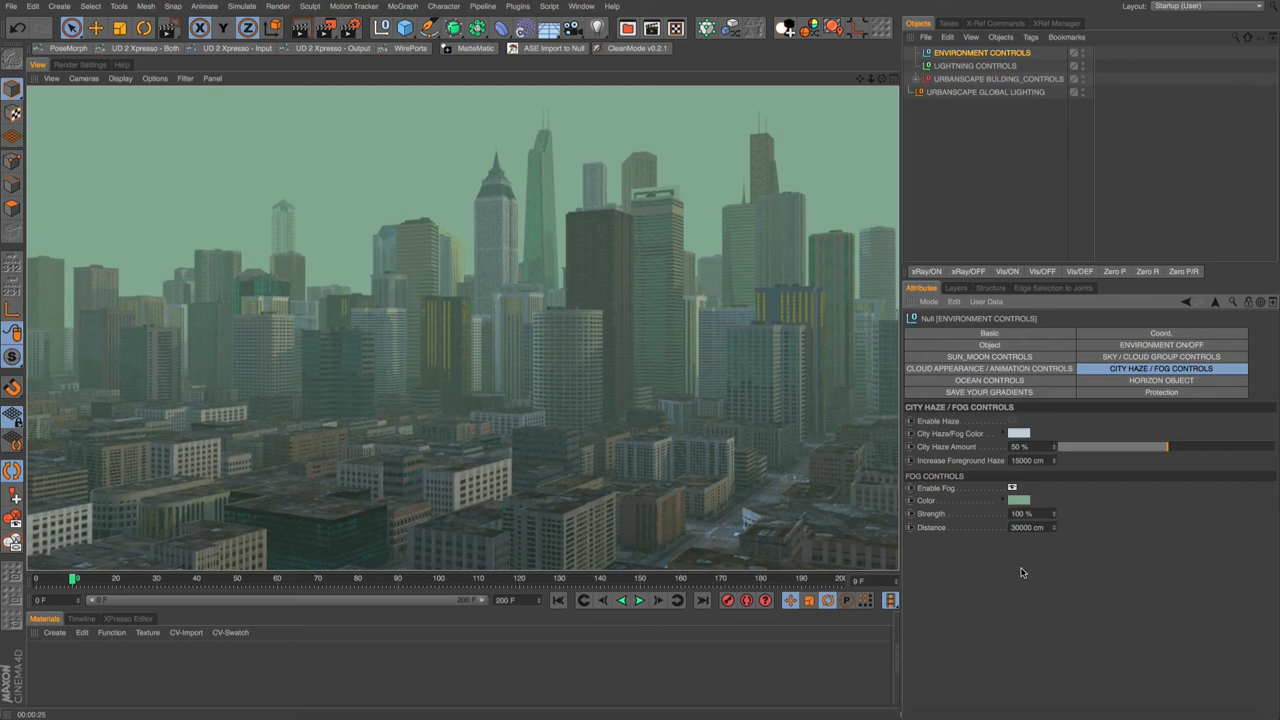 File Edit Create Select Tools Mesh Snap Animate Simulate Render Sculpt Motion Tracker MoGraph Character Pipeline Plugins Script Window Help
Layout: Startup (User)
PoseMorph UD 2 Xpresso - Both UD 2 Xpresso - Input UD 2 Xpresso - Output WirePorts MatteMatic ASE Import to Null CleanMode v0.2.1
View Render Settings Help
View Cameras Display Options Filter Panel
0 9 20 30 40 50 60 70 80 90 100 110 120 130 140 150 160 170 180 190 200
9 F
0 F 0 F 200 F 200 F
Materials Timeline XPresso Editor
Create Edit Function Texture CV-Import CV-Swatch
MAXON CINEMA 4D
00:00:25
Objects Takes X-Ref Commands XRef Manager
File Edit View Objects Tags Bookmarks
ENVIRONMENT CONTROLS
LIGHTNING CONTROLS
URBANSCAPE BULDING_CONTROLS
URBANSCAPE GLOBAL LIGHTING
xRay/ON xRay/OFF Vis/ON Vis/OFF Vis/DEF Zero P Zero R Zero P/R
Attributes Layers Structure Edge Selection to Joints
Mode Edit User Data
Null [ENVIRONMENT CONTROLS]
Basic Coord.
Object ENVIRONMENT ON/OFF
SUN_MOON CONTROLS SKY / CLOUD GROUP CONTROLS
CLOUD APPEARANCE / ANIMATION CONTROLS CITY HAZE / FOG CONTROLS
OCEAN CONTROLS HORIZON OBJECT
SAVE YOUR GRADIENTS Protection
CITY HAZE / FOG CONTROLS
Enable Haze
City Haze/Fog Color
City Haze Amount 50 %
Increase Foreground Haze 15000 cm
FOG CONTROLS
Enable Fog
Color
Strength 100 %
Distance 30000 cm